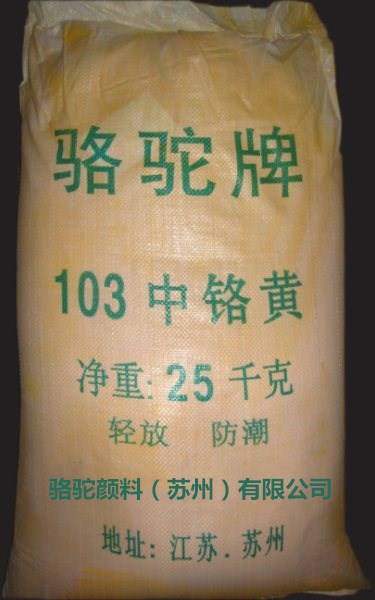 骆驼牌
103 中铬黄
净重: 25 千克
轻放 防潮
骆驼颜料（苏州）有限公司
地址: 江苏.苏州